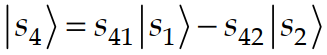 |s₄⟩ = s₄₁|s₁⟩ − s₄₂|s₂⟩